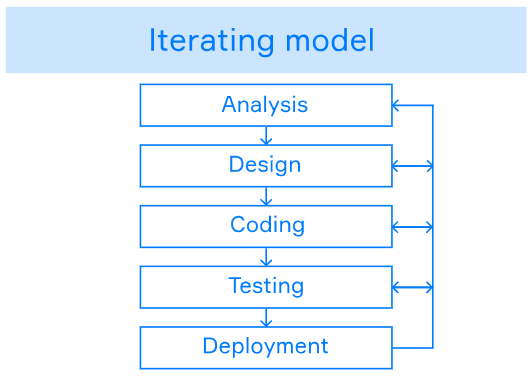 Iterating model
Analysis
Design
Coding
Testing
Deployment